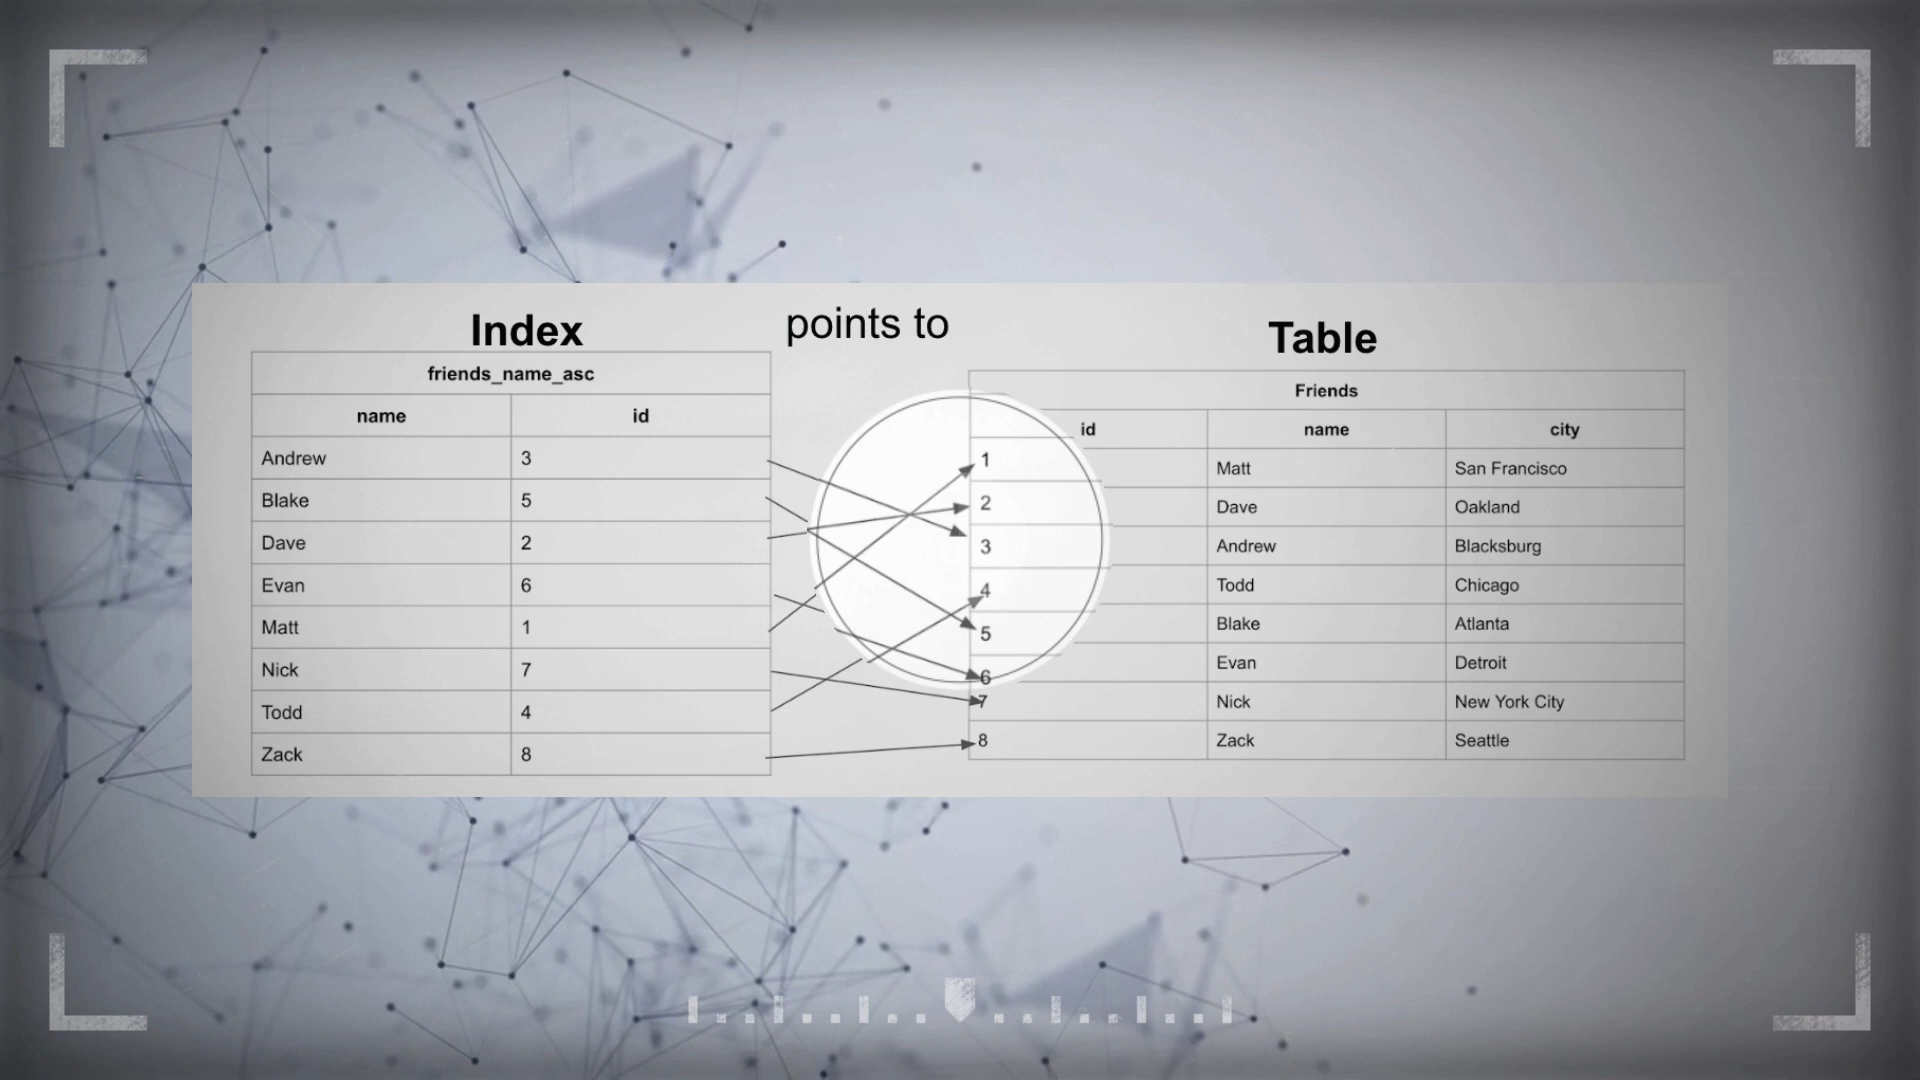 Index
points to
Table
friends_name_asc
name id
Andrew 3
Blake 5
Dave 2
Evan 6
Matt 1
Nick 7
Todd 4
Zack 8
Friends
id name city
1 Matt San Francisco
2 Dave Oakland
3 Andrew Blacksburg
4 Todd Chicago
5 Blake Atlanta
6 Evan Detroit
7 Nick New York City
8 Zack Seattle